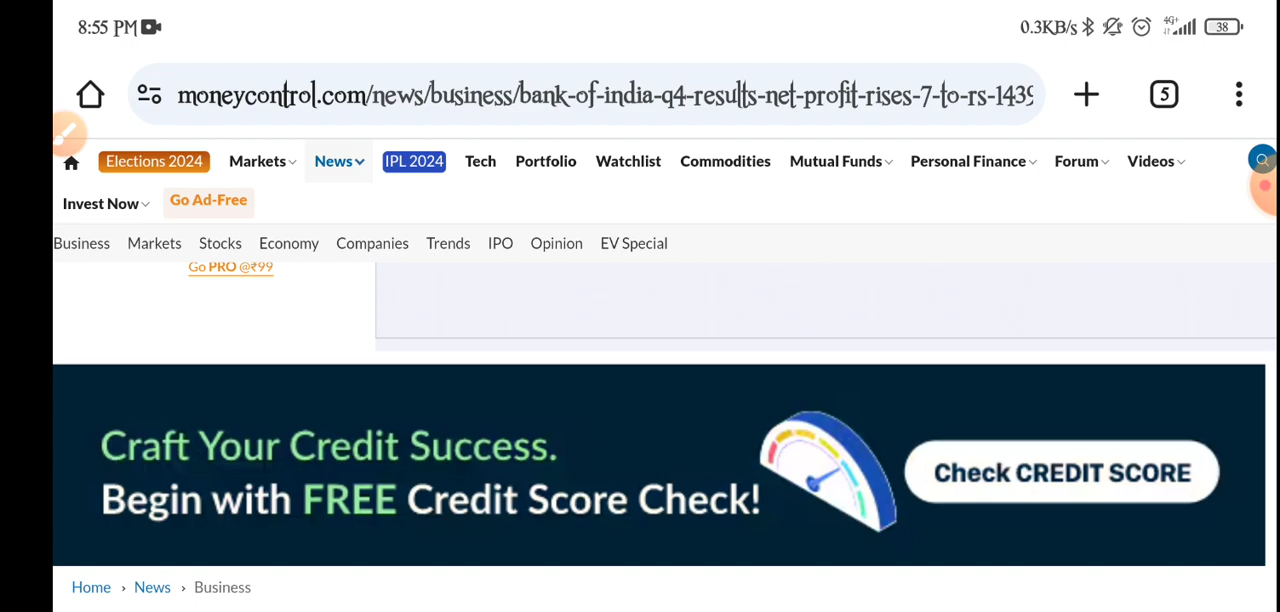 8:55 PM
0.3KB/s 4G+ 38
moneycontrol.com/news/business/bank-of-india-q4-results-net-profit-rises-7-to-rs-1439
5
Elections 2024 Markets News IPL 2024 Tech Portfolio Watchlist Commodities Mutual Funds Personal Finance Forum Videos
Invest Now Go Ad-Free
Business Markets Stocks Economy Companies Trends IPO Opinion EV Special
Go PRO @₹99
Craft Your Credit Success.
Begin with FREE Credit Score Check!
Check CREDIT SCORE
Home › News › Business